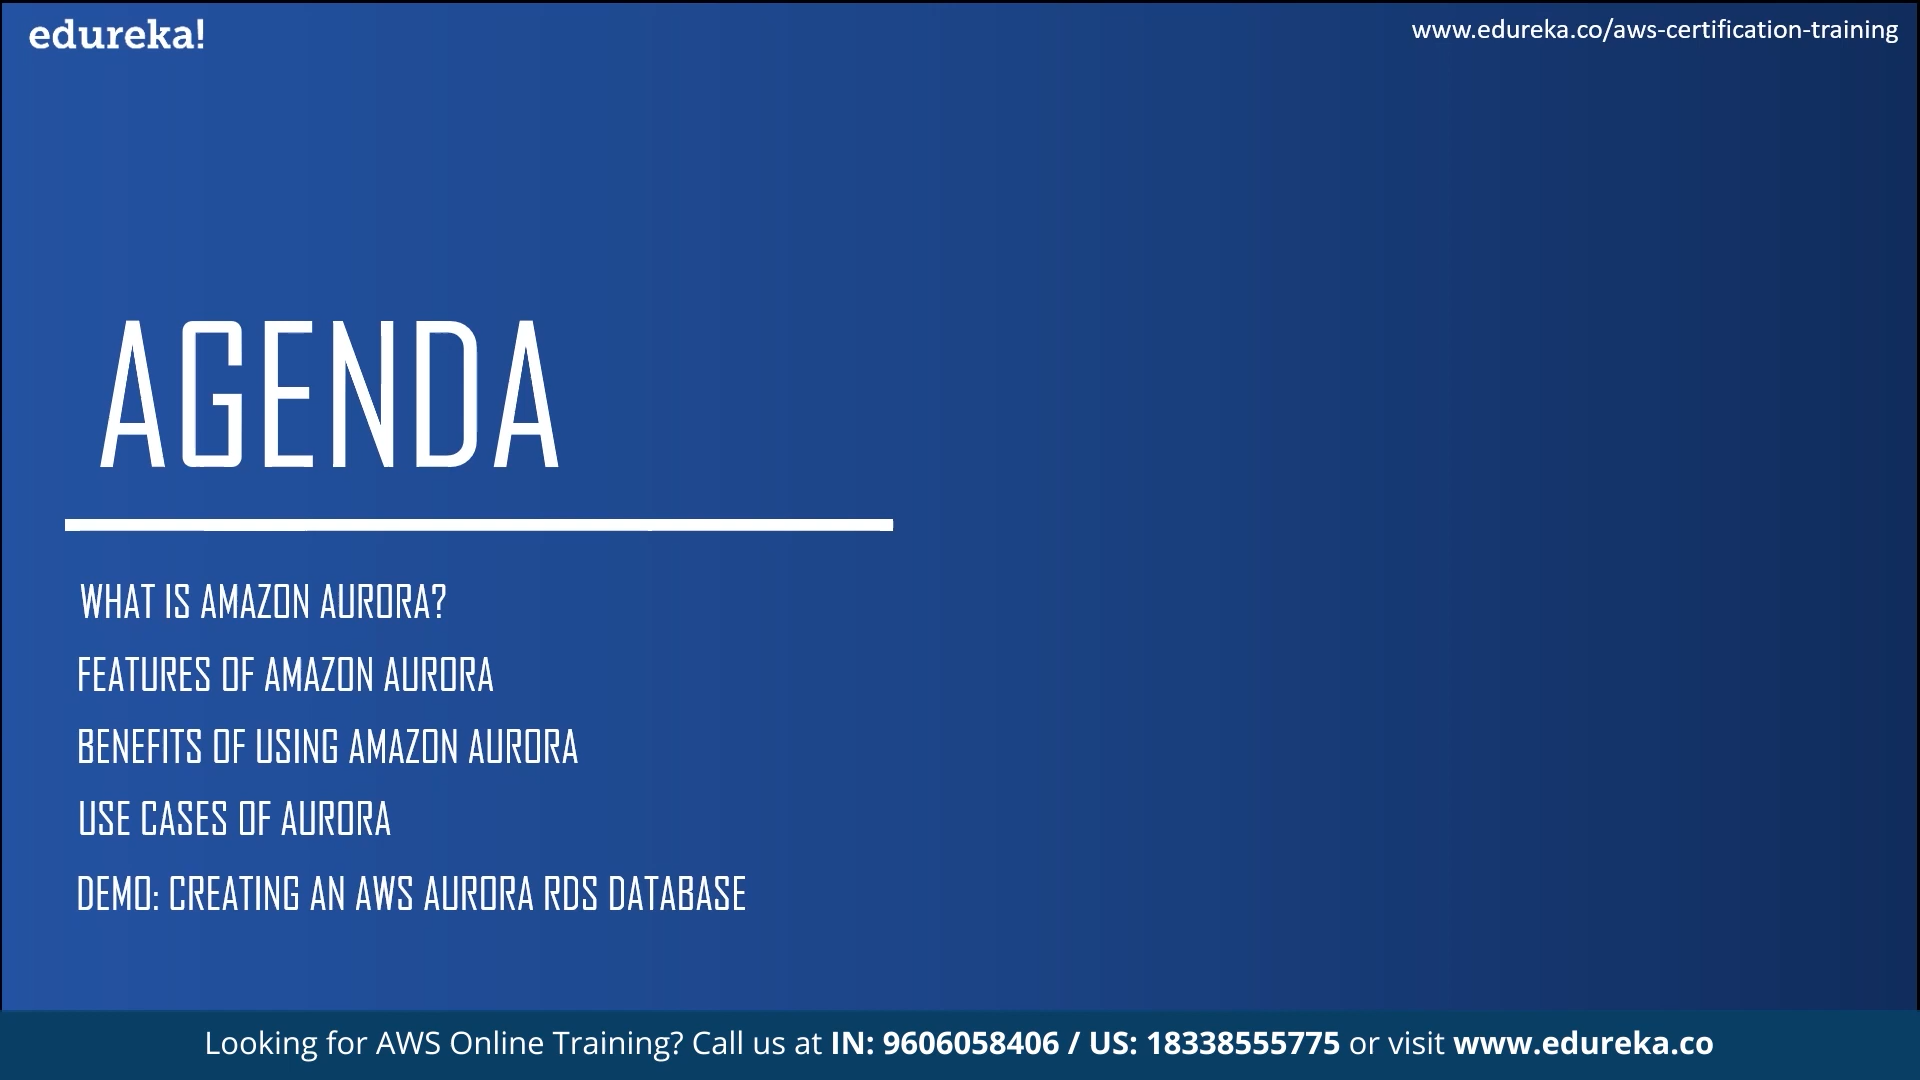 edureka!
www.edureka.co/aws-certification-training
AGENDA
WHAT IS AMAZON AURORA?
FEATURES OF AMAZON AURORA
BENEFITS OF USING AMAZON AURORA
USE CASES OF AURORA
DEMO: CREATING AN AWS AURORA RDS DATABASE
Looking for AWS Online Training? Call us at IN: 9606058406 / US: 18338555775 or visit www.edureka.co